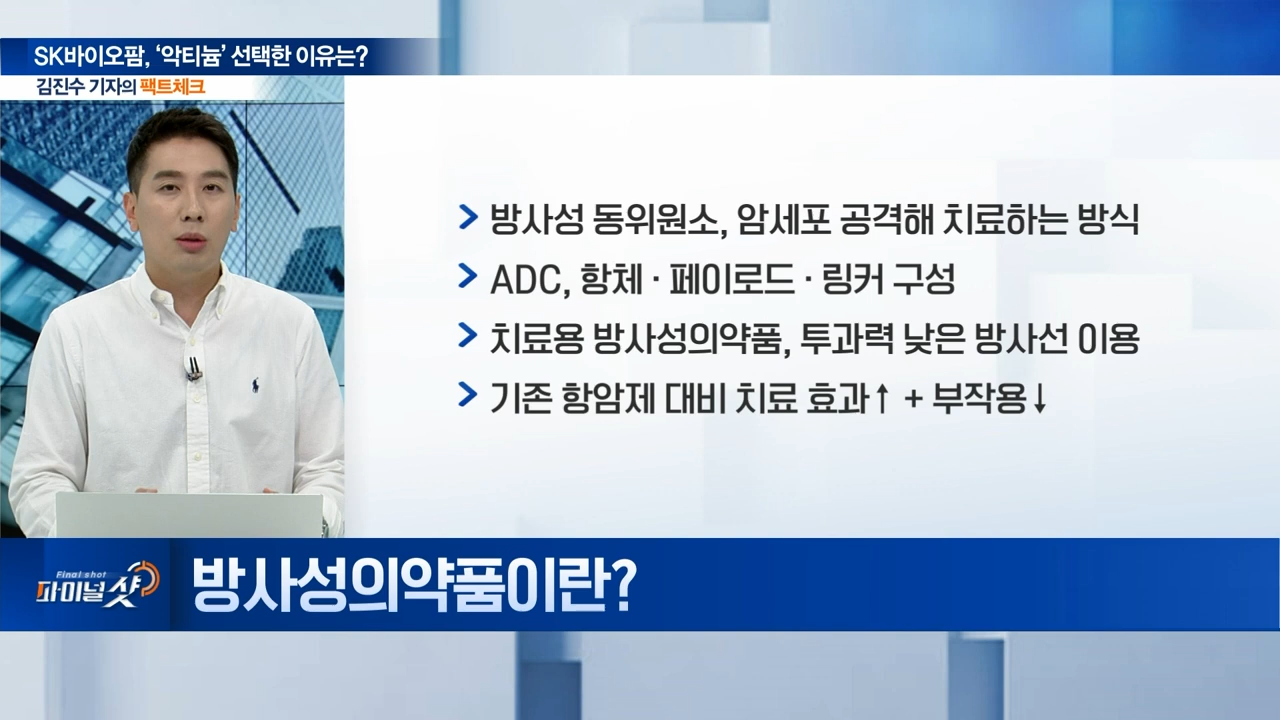 SK바이오팜, ‘악티늄’ 선택한 이유는?
김진수 기자의 팩트체크
> 방사성 동위원소, 암세포 공격해 치료하는 방식
> ADC, 항체 · 페이로드 · 링커 구성
> 치료용 방사성의약품, 투과력 낮은 방사선 이용
> 기존 항암제 대비 치료 효과↑ + 부작용↓
Final shot
파이널샷
방사성의약품이란?